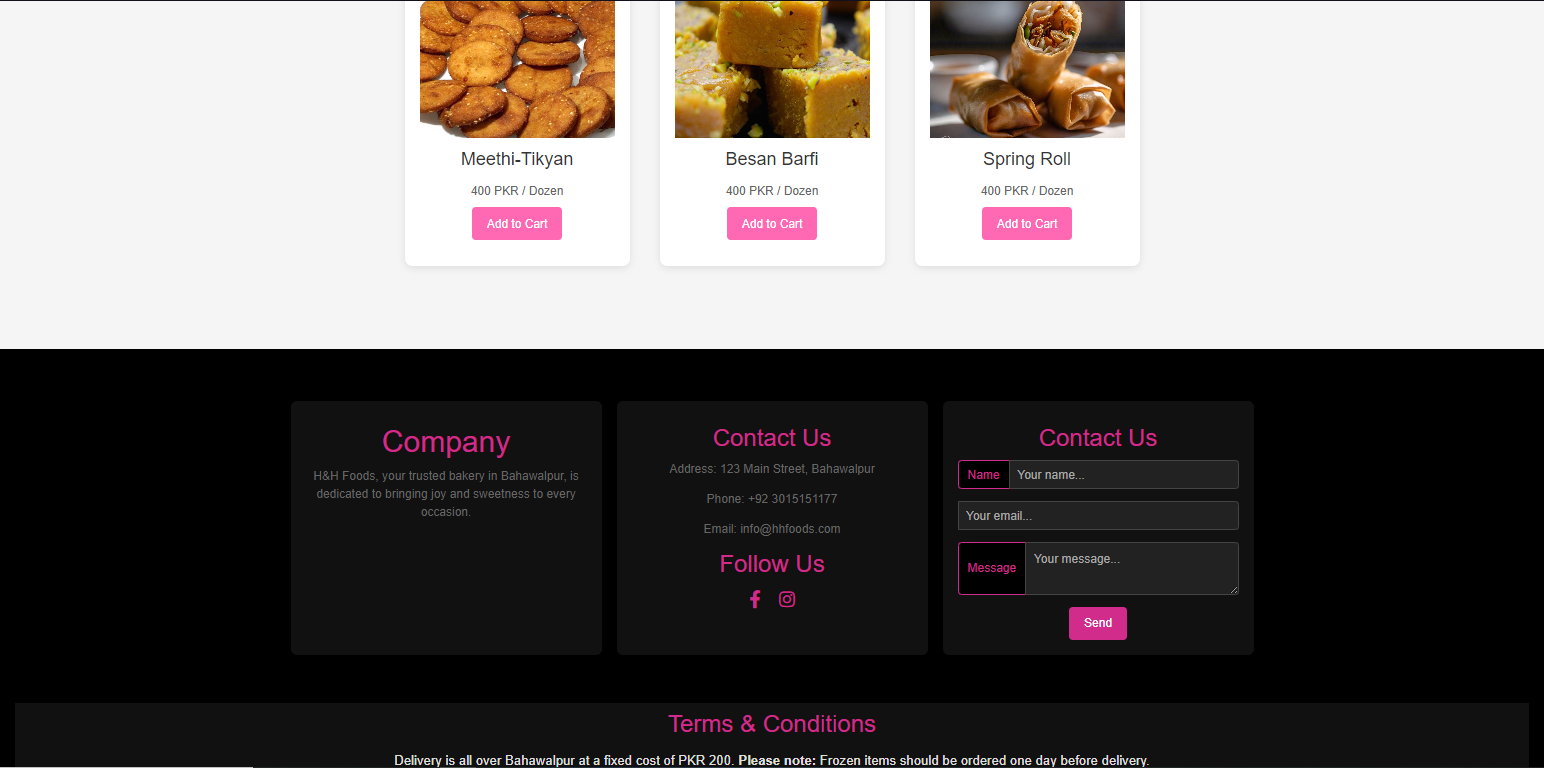 Meethi-Tikyan
400 PKR / Dozen
Add to Cart
Besan Barfi
400 PKR / Dozen
Add to Cart
Spring Roll
400 PKR / Dozen
Add to Cart
Company
H&H Foods, your trusted bakery in Bahawalpur, is
dedicated to bringing joy and sweetness to every
occasion.
Contact Us
Address: 123 Main Street, Bahawalpur
Phone: +92 3015151177
Email: info@hhfoods.com
Follow Us
Contact Us
Name Your name...
Your email...
Message Your message...
Send
Terms & Conditions
Delivery is all over Bahawalpur at a fixed cost of PKR 200. Please note: Frozen items should be ordered one day before delivery.